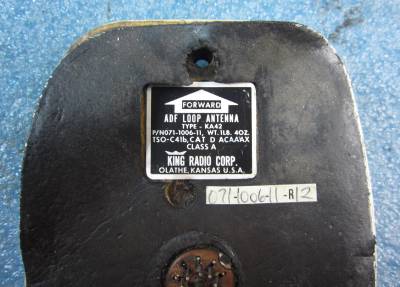 FORWARD
ADF LOOP ANTENNA
TYPE - KA42
P/N071-1006-11, WT. 1LB. 4OZ.
TSO-C41b, CAT D ACAAAX
CLASS A
KING RADIO CORP.
OLATHE, KANSAS U.S.A.
071-1006-11-R/2